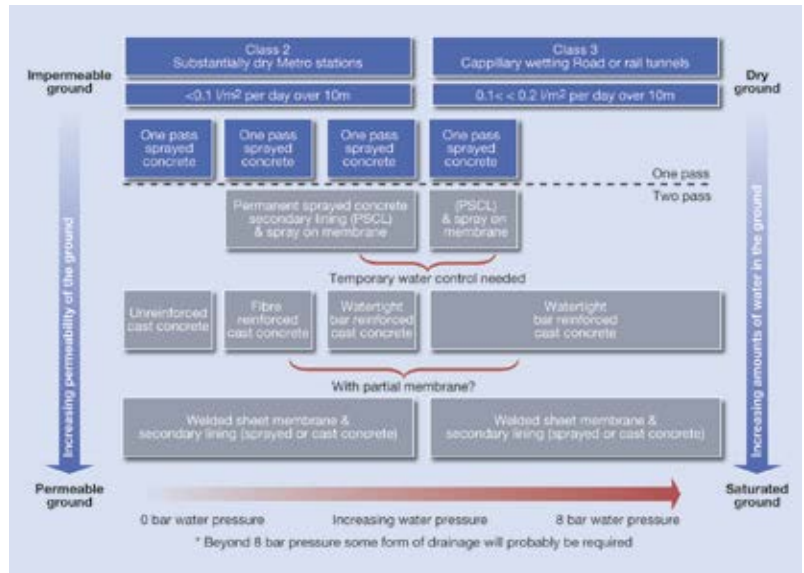 Class 2
Substantially dry Metro stations
Class 3
Cappillary wetting Road or rail tunnels
Impermeable
ground
Dry
ground
<0.1 l/m² per day over 10m
0.1< < 0.2 l/m² per day over 10m
One pass
sprayed
concrete
One pass
sprayed
concrete
One pass
sprayed
concrete
One pass
sprayed
concrete
One pass
Two pass
Permanent sprayed concrete
secondary lining (PSCL)
& spray on membrane
(PSCL)
& spray on
membrane
Temporary water control needed
Unreinforced
cast concrete
Fibre
reinforced
cast concrete
Watertight
bar reinforced
cast concrete
Watertight
bar reinforced
cast concrete
With partial membrane?
Welded sheet membrane &
secondary lining (sprayed or cast concrete)
Welded sheet membrane &
secondary lining (sprayed or cast concrete)
Increasing permeability of the ground
Increasing amounts of water in the ground
Permeable
ground
Saturated
ground
0 bar water pressure
Increasing water pressure
8 bar water pressure
* Beyond 8 bar pressure some form of drainage will probably be required